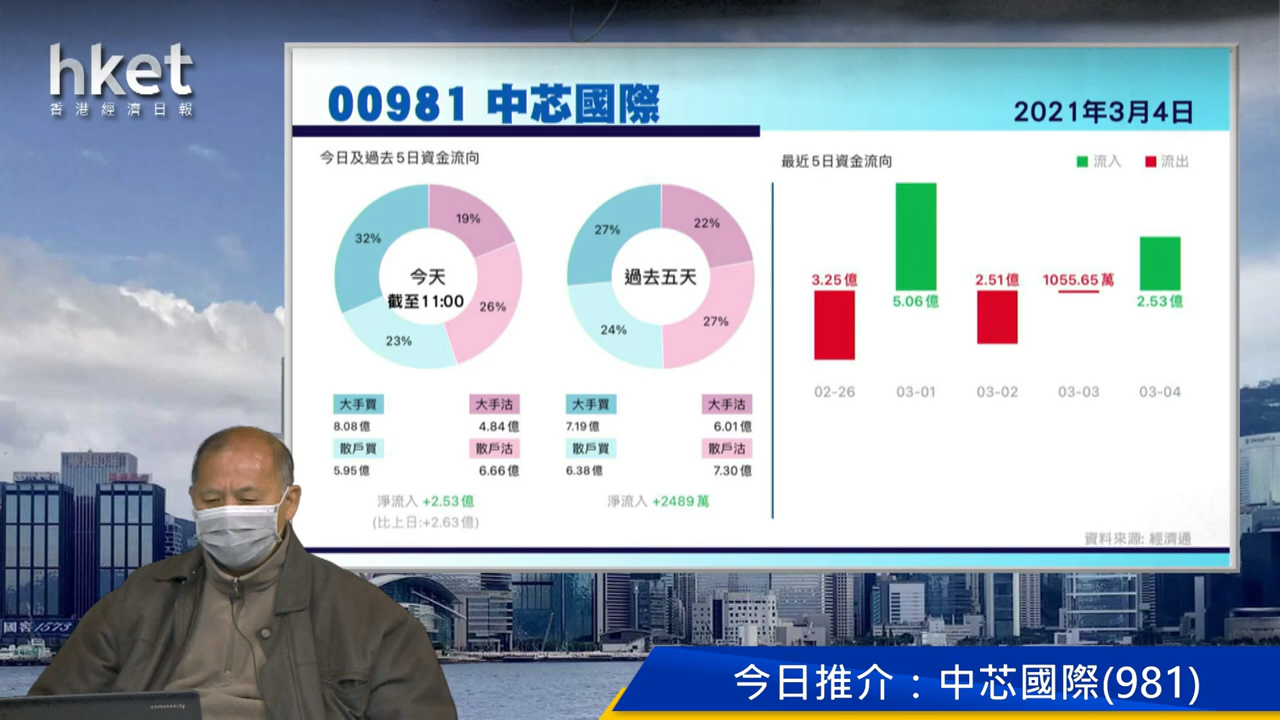 hket
香港經濟日報
00981 中芯國際
2021年3月4日
今日及過去5日資金流向
32%
19%
26%
23%
今天
截至11:00
27%
22%
27%
24%
過去五天
大手買
大手沽
8.08億
4.84億
散戶買
散戶沽
5.95億
6.66億
淨流入 +2.53億
(比上日:+2.63億)
大手買
大手沽
7.19億
6.01億
散戶買
散戶沽
6.38億
7.30億
淨流入 +2489萬
最近5日資金流向
流入
流出
3.25億
5.06億
2.51億
1055.65萬
2.53億
02-26
03-01
03-02
03-03
03-04
資料來源: 經濟通
國窖 1573
今日推介：中芯國際(981)